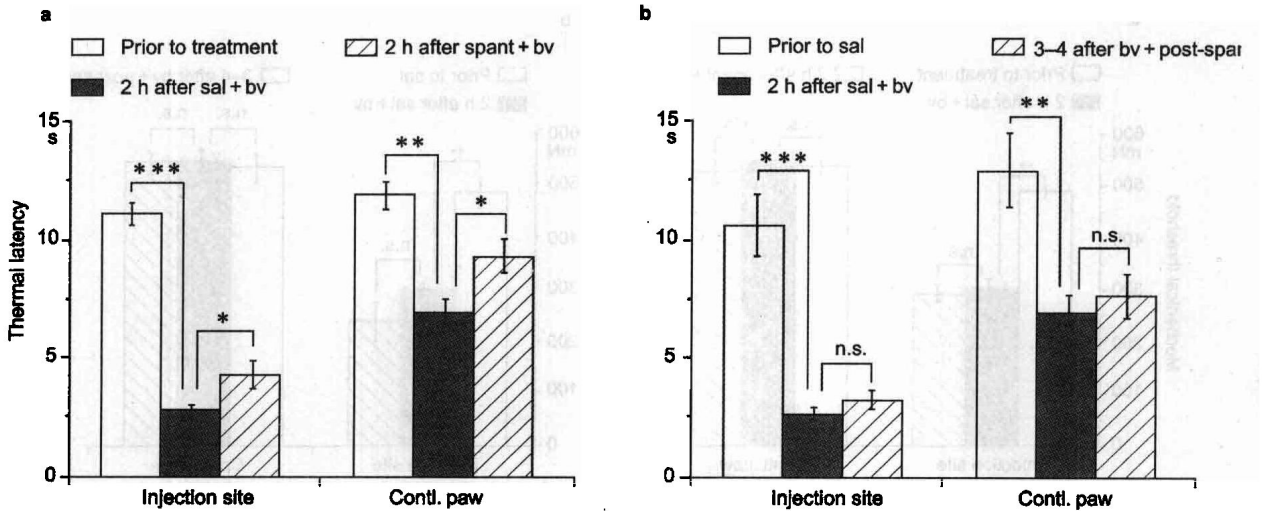 a
Prior to treatment
2 h after spant + bv
2 h after sal + bv
15
s
10
5
0
Thermal latency
***
*
**
*
Injection site
Contl. paw
b
Prior to sal
3–4 after bv + post-spar
2 h after sal + bv
15
s
10
5
0
***
n.s.
**
n.s.
Injection site
Contl. paw